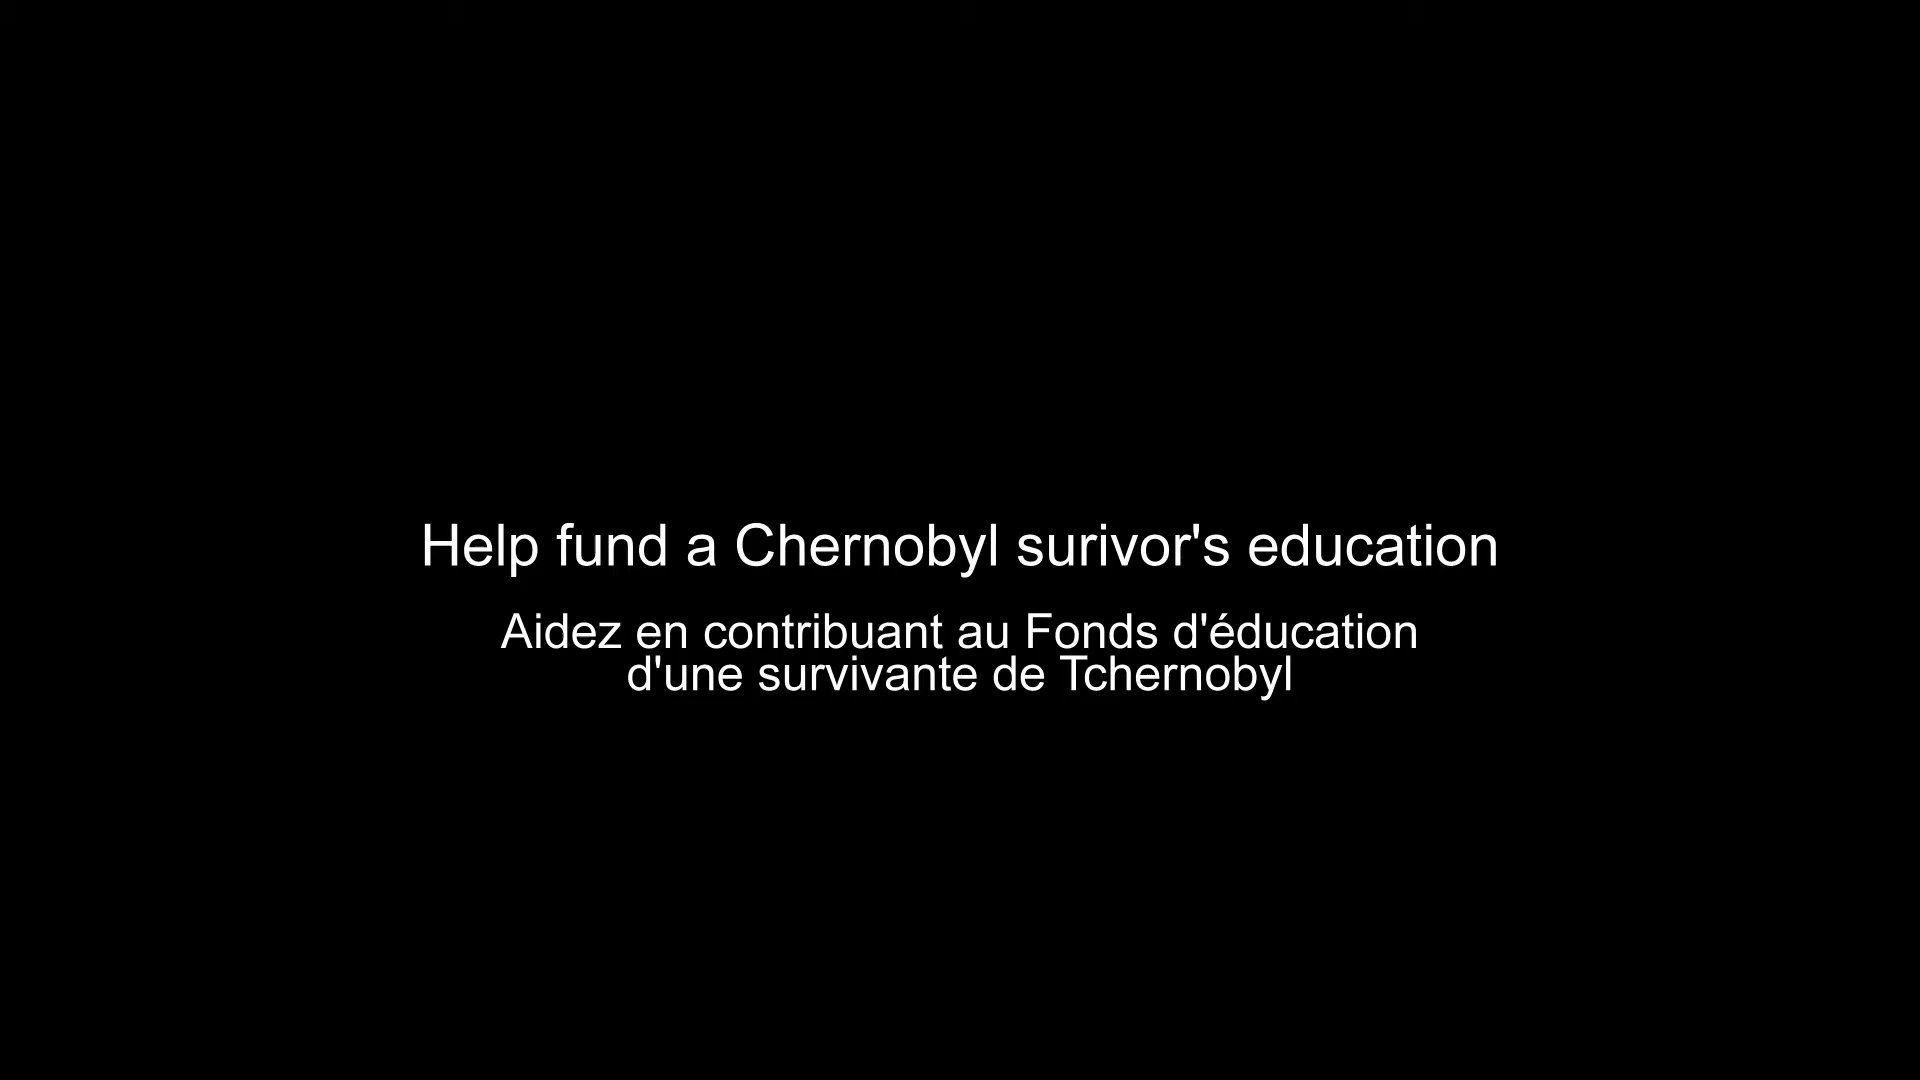 Help fund a Chernobyl surivor's education
Aidez en contribuant au Fonds d'éducation
d'une survivante de Tchernobyl